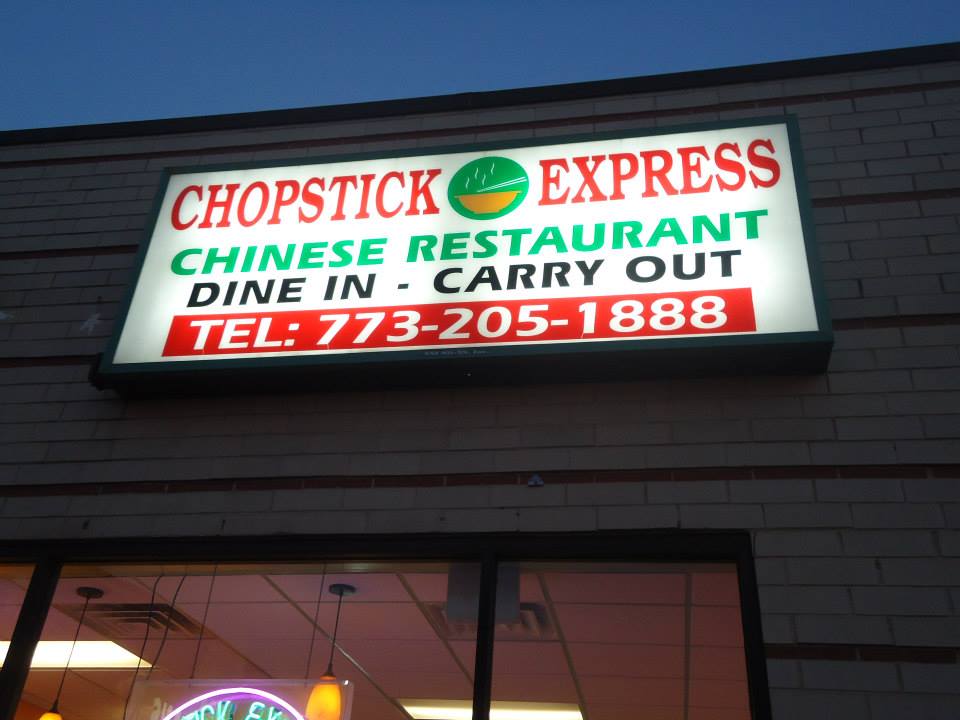 CHOPSTICK EXPRESS
CHINESE RESTAURANT
DINE IN - CARRY OUT
TEL: 773-205-1888